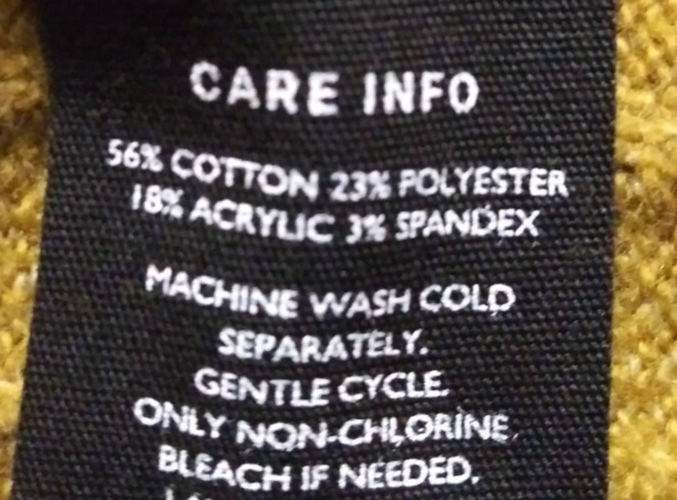 CARE INFO
56% COTTON 23% POLYESTER
18% ACRYLIC 3% SPANDEX
MACHINE WASH COLD
SEPARATELY.
GENTLE CYCLE.
ONLY NON-CHLORINE
BLEACH IF NEEDED.